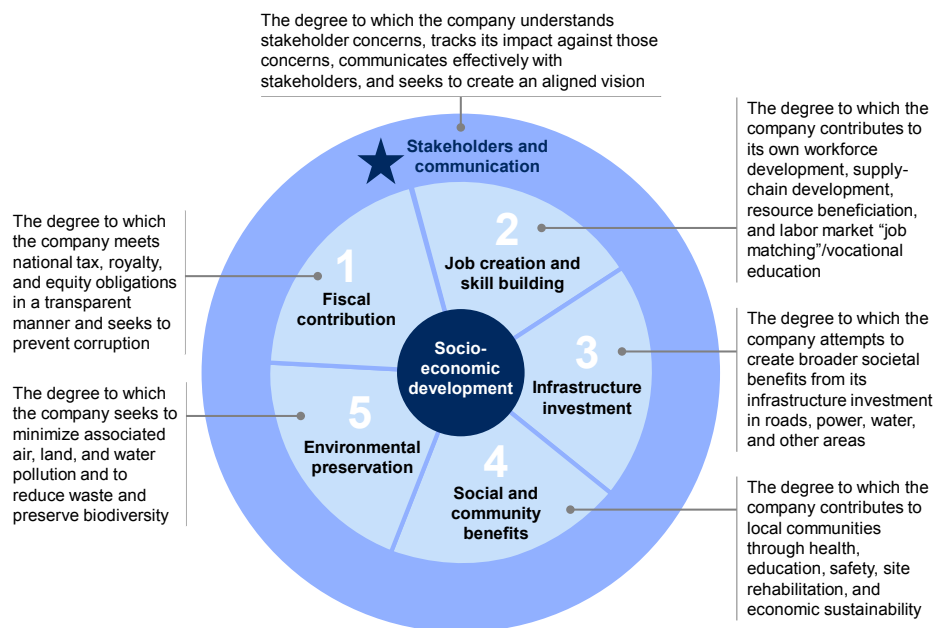 The degree to which the company understands
stakeholder concerns, tracks its impact against those
concerns, communicates effectively with
stakeholders, and seeks to create an aligned vision
Stakeholders and
communication
The degree to which
the company meets
national tax, royalty,
and equity obligations
in a transparent
manner and seeks to
prevent corruption
1
Fiscal
contribution
2
Job creation and
skill building
The degree to which the
company contributes to
its own workforce
development, supply-
chain development,
resource beneficiation,
and labor market “job
matching”/vocational
education
Socio-
economic
development
3
Infrastructure
investment
The degree to which the
company attempts to
create broader societal
benefits from its
infrastructure investment
in roads, power, water,
and other areas
The degree to which
the company seeks to
minimize associated
air, land, and water
pollution and to
reduce waste and
preserve biodiversity
5
Environmental
preservation
4
Social and
community
benefits
The degree to which the
company contributes to
local communities
through health,
education, safety, site
rehabilitation, and
economic sustainability